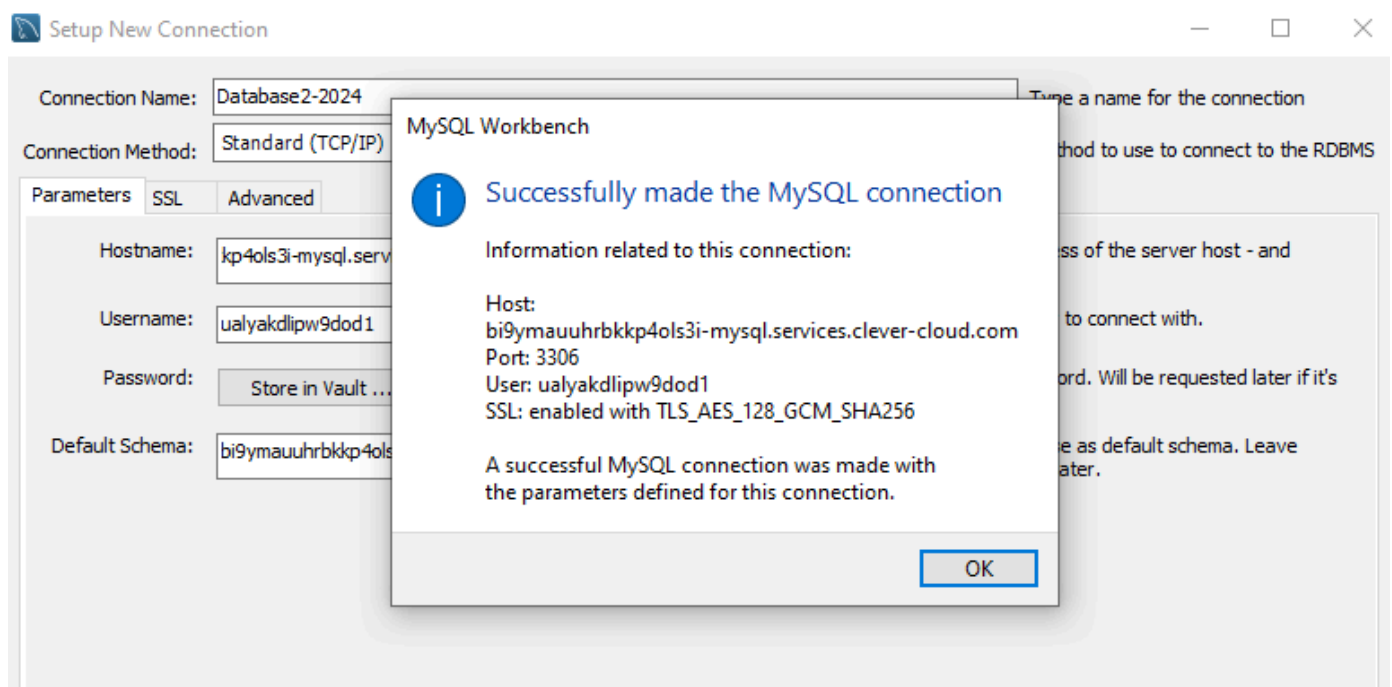 Setup New Connection
Connection Name: Database2-2024 Type a name for the connection
Connection Method: Standard (TCP/IP) thod to use to connect to the RDBMS
Parameters SSL Advanced
Hostname: kp4ols3i-mysql.serv ss of the server host - and
Username: ualyakdlipw9dod1 to connect with.
Password: Store in Vault ... ord. Will be requested later if it's
Default Schema: bi9ymauuhrbkkp4ols e as default schema. Leave
ater.
MySQL Workbench
Successfully made the MySQL connection
Information related to this connection:
Host:
bi9ymauuhrbkkp4ols3i-mysql.services.clever-cloud.com
Port: 3306
User: ualyakdlipw9dod1
SSL: enabled with TLS_AES_128_GCM_SHA256
A successful MySQL connection was made with
the parameters defined for this connection.
OK